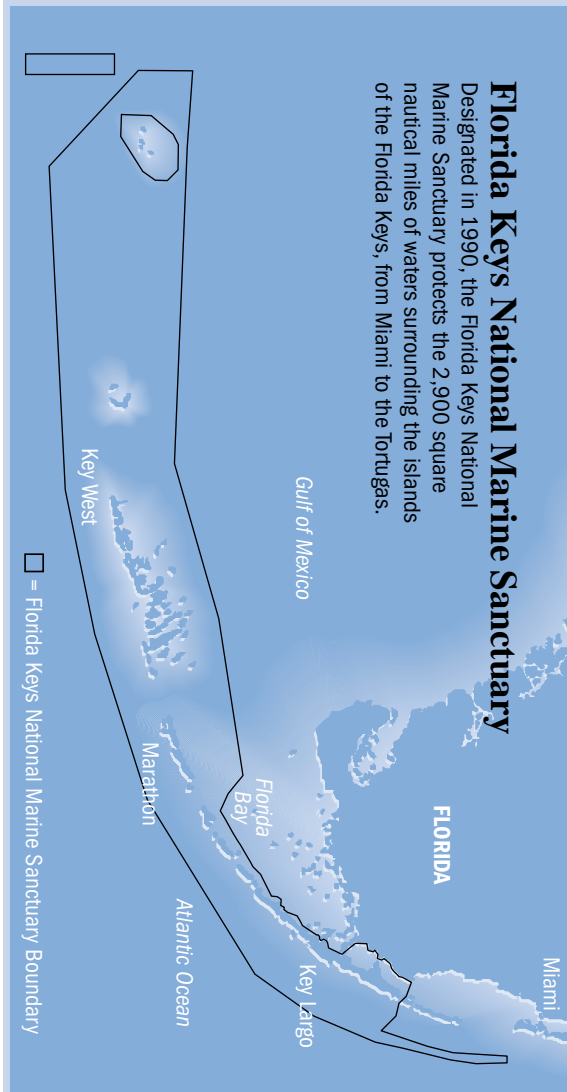 Florida Keys National Marine Sanctuary
Designated in 1990, the Florida Keys National
Marine Sanctuary protects the 2,900 square
nautical miles of waters surrounding the islands
of the Florida Keys, from Miami to the Tortugas.
Miami
FLORIDA
Gulf of Mexico
Florida
Bay
Key Largo
Key West
Marathon
Atlantic Ocean
= Florida Keys National Marine Sanctuary Boundary